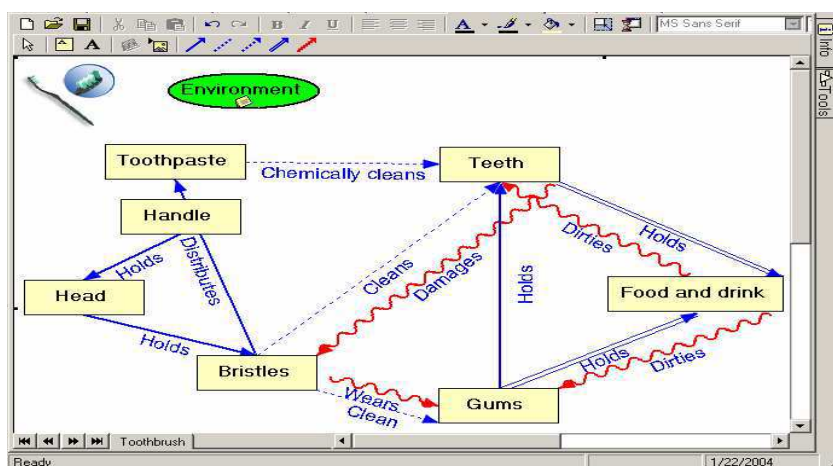 B I U
A
MS Sans Serif
A
Info
Tools
Environment
Toothpaste
Chemically cleans
Teeth
Handle
Holds
Distributes
Head
Holds
Cleans
Damages
Holds
Dirties
Holds
Food and drink
Holds
Dirties
Bristles
Wears
Clean
Gums
Toothbrush
Ready
1/22/2004